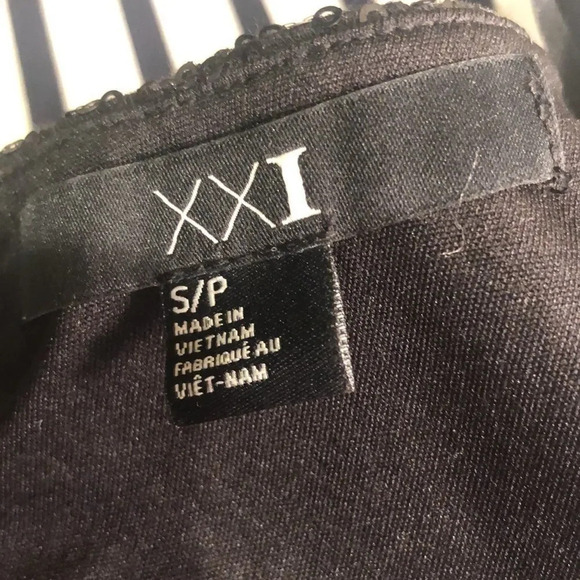 XXI
S/P
MADE IN
VIETNAM
FABRIQUÉ AU
VIÊT-NAM